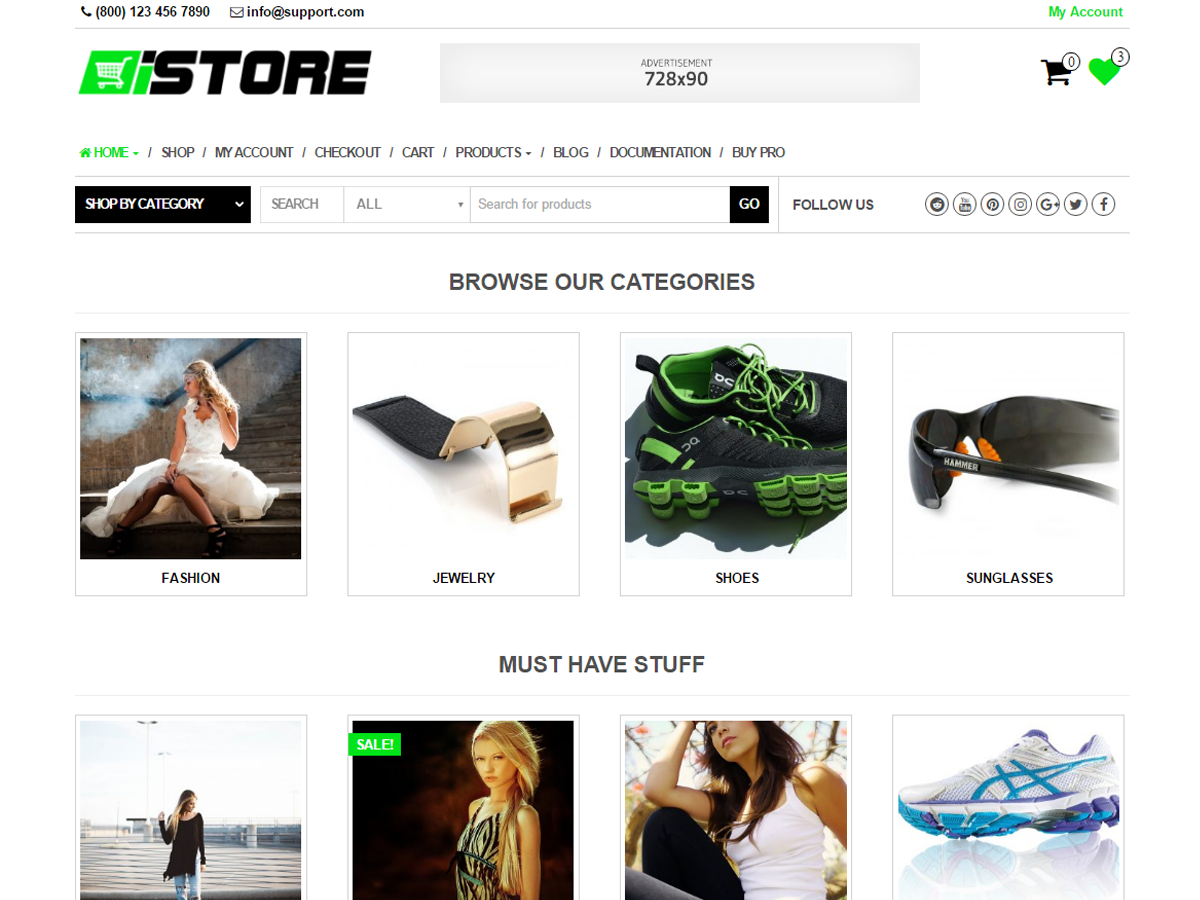 (800) 123 456 7890 info@support.com My Account
iSTORE
ADVERTISEMENT
728x90
0
3
HOME / SHOP / MY ACCOUNT / CHECKOUT / CART / PRODUCTS / BLOG / DOCUMENTATION / BUY PRO
SHOP BY CATEGORY SEARCH ALL Search for products GO FOLLOW US
BROWSE OUR CATEGORIES
HAMMER
FASHION JEWELRY SHOES SUNGLASSES
MUST HAVE STUFF
SALE!